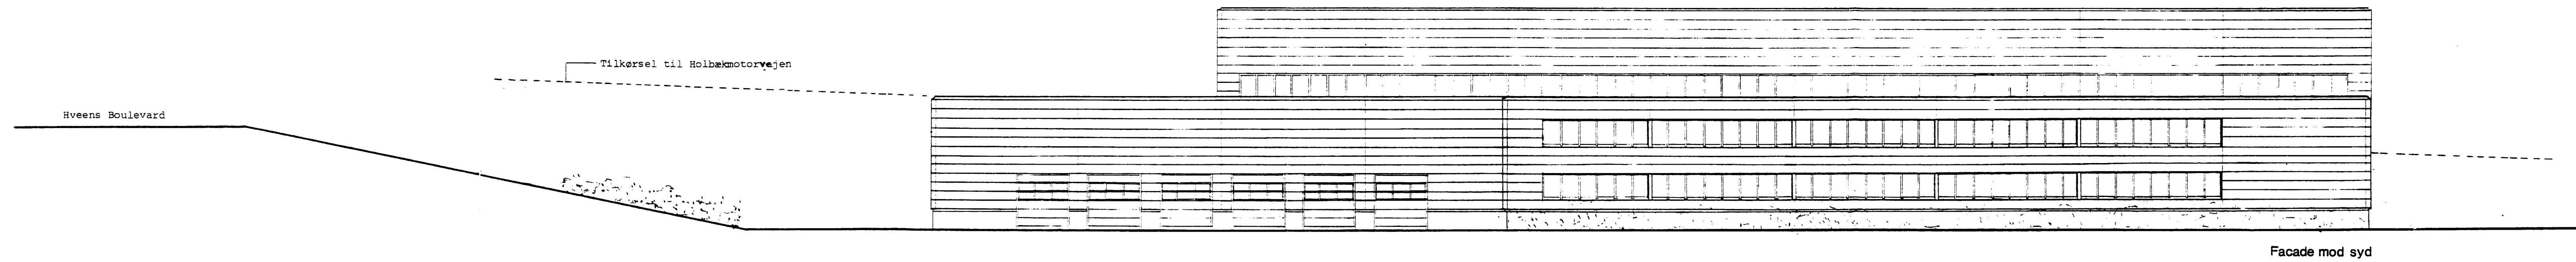 Tilkørsel til Holbækmotorvejen
Hveens Boulevard
Facade mod syd